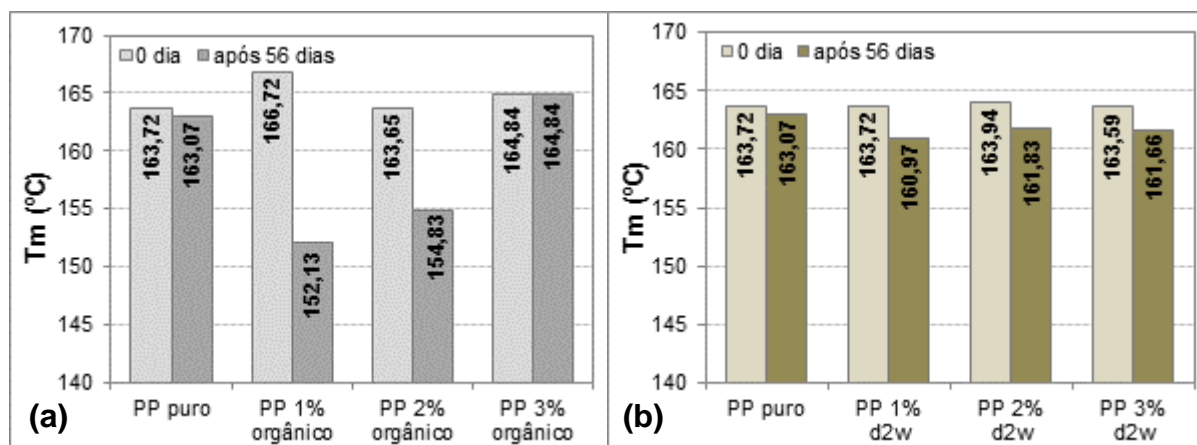 170
165
160
155
150
145
140
Tm (ºC)
0 dia
após 56 dias
163,72
163,07
166,72
152,13
163,65
154,83
164,84
164,84
PP puro
PP 1%
orgânico
PP 2%
orgânico
PP 3%
orgânico
(a)
170
165
160
155
150
145
140
Tm (ºC)
0 dia
após 56 dias
163,72
163,07
163,72
160,97
163,94
161,83
163,59
161,66
PP puro
PP 1%
d2w
PP 2%
d2w
PP 3%
d2w
(b)